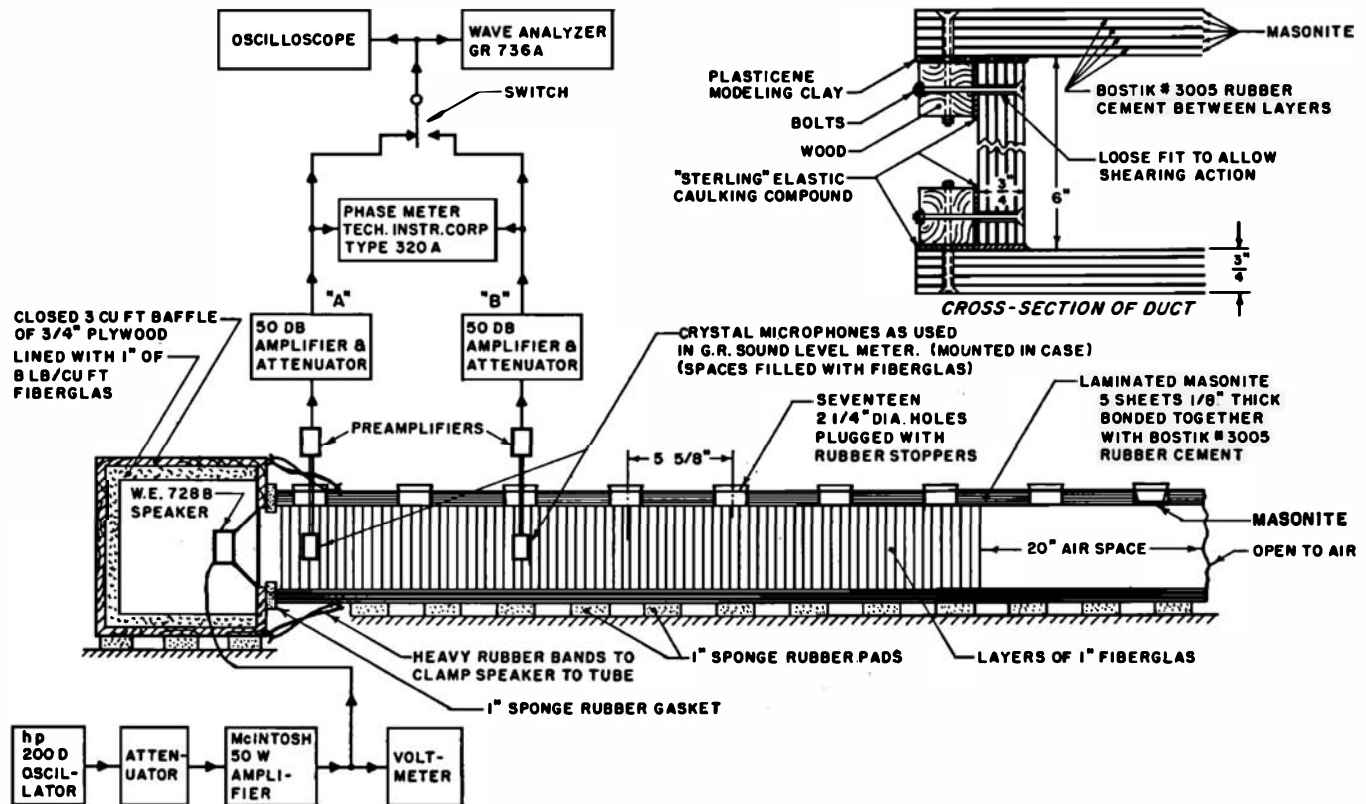 OSCILLOSCOPE
WAVE ANALYZER
GR 736A
SWITCH
PHASE METER
TECH. INSTR. CORP
TYPE 320 A
"A"
"B"
50 DB
AMPLIFIER &
ATTENUATOR
50 DB
AMPLIFIER &
ATTENUATOR
PREAMPLIFIERS
CLOSED 3 CU FT BAFFLE
OF 3/4" PLYWOOD
LINED WITH 1" OF
8 LB/CU FT
FIBERGLAS
W.E. 728B
SPEAKER
CRYSTAL MICROPHONES AS USED
IN G.R. SOUND LEVEL METER. (MOUNTED IN CASE)
(SPACES FILLED WITH FIBERGLAS)
5 5/8"
SEVENTEEN
2 1/4" DIA. HOLES
PLUGGED WITH
RUBBER STOPPERS
LAMINATED MASONITE
5 SHEETS 1/8" THICK
BONDED TOGETHER
WITH BOSTIK # 3005
RUBBER CEMENT
MASONITE
20" AIR SPACE
OPEN TO AIR
HEAVY RUBBER BANDS TO
CLAMP SPEAKER TO TUBE
1" SPONGE RUBBER PADS
LAYERS OF 1" FIBERGLAS
1" SPONGE RUBBER GASKET
hp
200 D
OSCIL-
LATOR
ATTEN-
UATOR
McINTOSH
50 W
AMPLI-
FIER
VOLT-
METER
MASONITE
PLASTICENE
MODELING CLAY
BOLTS
WOOD
"STERLING" ELASTIC
CAULKING COMPOUND
BOSTIK # 3005 RUBBER
CEMENT BETWEEN LAYERS
LOOSE FIT TO ALLOW
SHEARING ACTION
3"
4
6"
3"
4
CROSS-SECTION OF DUCT